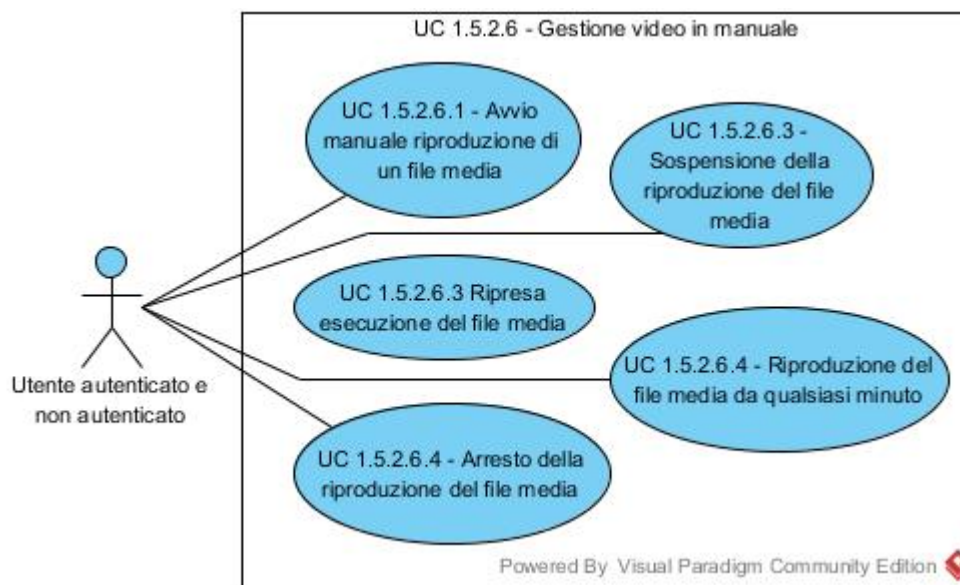 UC 1.5.2.6 - Gestione video in manuale
UC 1.5.2.6.1 - Avvio
manuale riproduzione di
un file media
UC 1.5.2.6.3 -
Sospensione della
riproduzione del file
media
UC 1.5.2.6.3 Ripresa
esecuzione del file media
UC 1.5.2.6.4 - Riproduzione del
file media da qualsiasi minuto
Utente autenticato e
non autenticato
UC 1.5.2.6.4 - Arresto della
riproduzione del file media
Powered By Visual Paradigm Community Edition